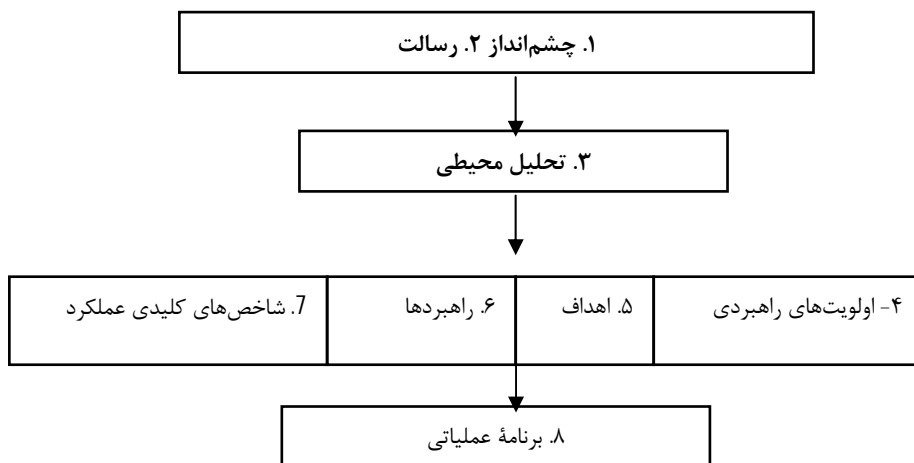 ۱. چشم‌انداز ۲. رسالت
۳. تحلیل محیطی
۴- اولویت‌های راهبردی
۵. اهداف
۶. راهبردها
7. شاخص‌های کلیدی عملکرد
۸. برنامهٔ عملیاتی